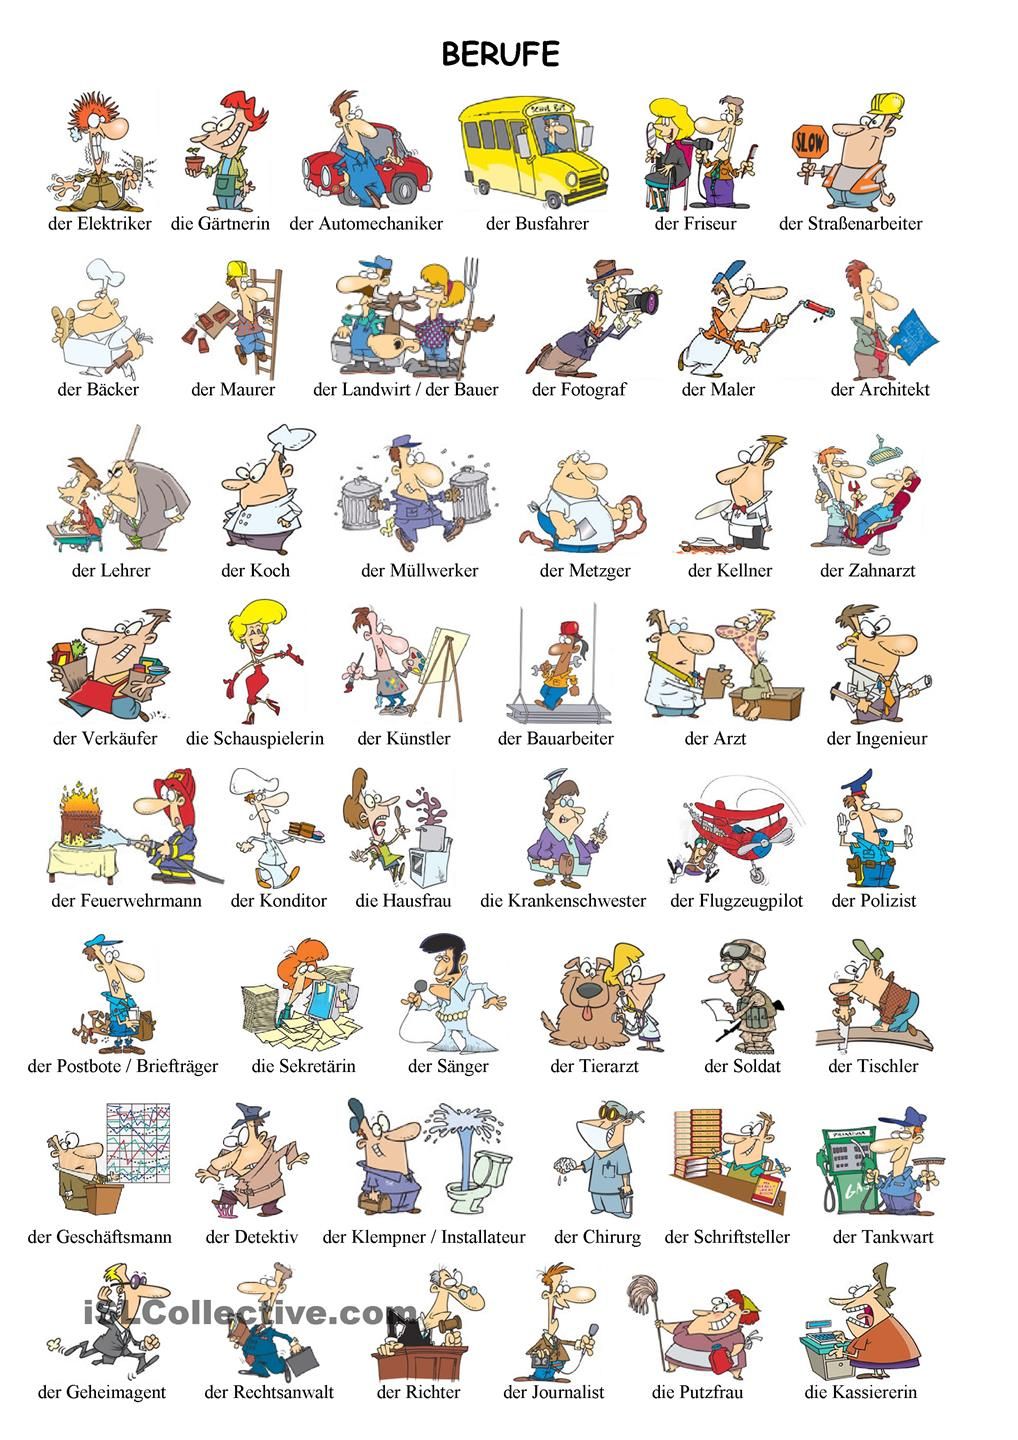 BERUFE
School Bus
SLOW
der Elektriker die Gärtnerin der Automechaniker der Busfahrer der Friseur der Straßenarbeiter
der Bäcker der Maurer der Landwirt / der Bauer der Fotograf der Maler der Architekt
der Lehrer der Koch der Müllwerker der Metzger der Kellner der Zahnarzt
der Verkäufer die Schauspielerin der Künstler der Bauarbeiter der Arzt der Ingenieur
der Feuerwehrmann der Konditor die Hausfrau die Krankenschwester der Flugzeugpilot der Polizist
der Postbote / Briefträger die Sekretärin der Sänger der Tierarzt der Soldat der Tischler
GAS
der Geschäftsmann der Detektiv der Klempner / Installateur der Chirurg der Schriftsteller der Tankwart
iSLCollective.com
der Geheimagent der Rechtsanwalt der Richter der Journalist die Putzfrau die Kassiererin